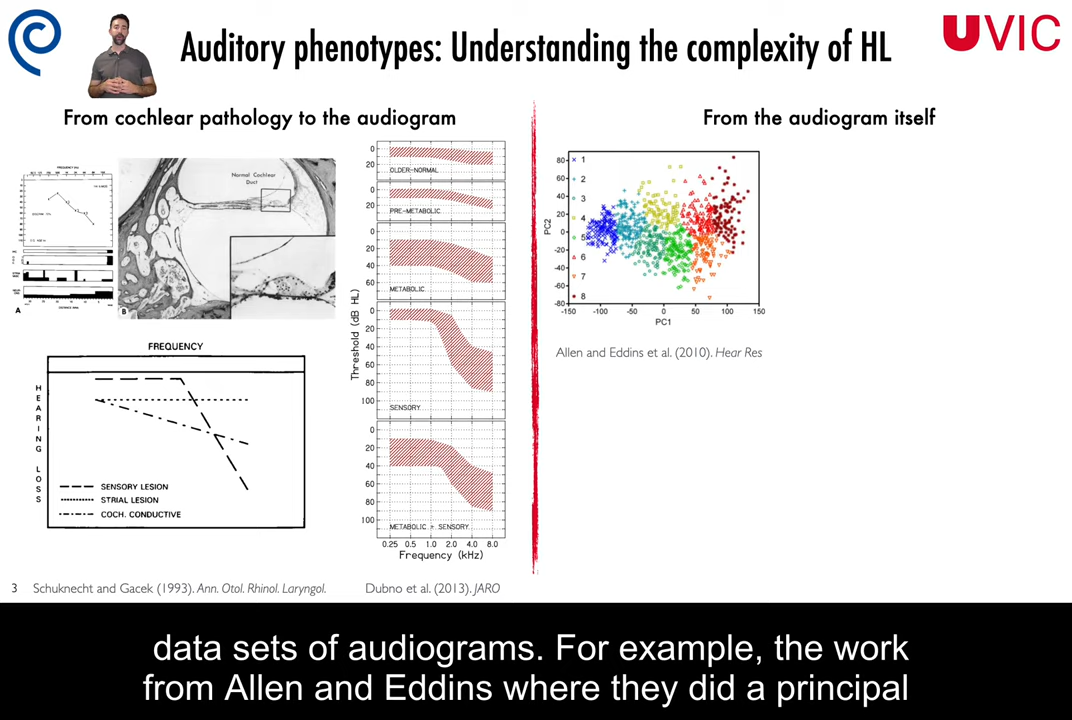 Auditory phenotypes: Understanding the complexity of HL
UVIC
From cochlear pathology to the audiogram
From the audiogram itself
A
Normal Cochlear
Duct
B
FREQUENCY
HEARING LOSS
SENSORY LESION
STRIAL LESION
COCH. CONDUCTIVE
Threshold (dB HL)
0
20
OLDER-NORMAL
0
20
PRE-METABOLIC
0
20
40
60
METABOLIC
0
20
40
60
80
100
SENSORY
0
20
40
60
80
100
METABOLIC + SENSORY
0.25 0.5 1.0 2.0 4.0 8.0
Frequency (kHz)
PC2
80
60
40
20
0
-20
-40
-60
-80
1
2
3
4
5
6
7
8
-150 -100 -50 0 50 100 150
PC1
Allen and Eddins et al. (2010). Hear Res
3 Schuknecht and Gacek (1993). Ann. Otol. Rhinol. Laryngol.
Dubno et al. (2013). JARO
data sets of audiograms. For example, the work
from Allen and Eddins where they did a principal